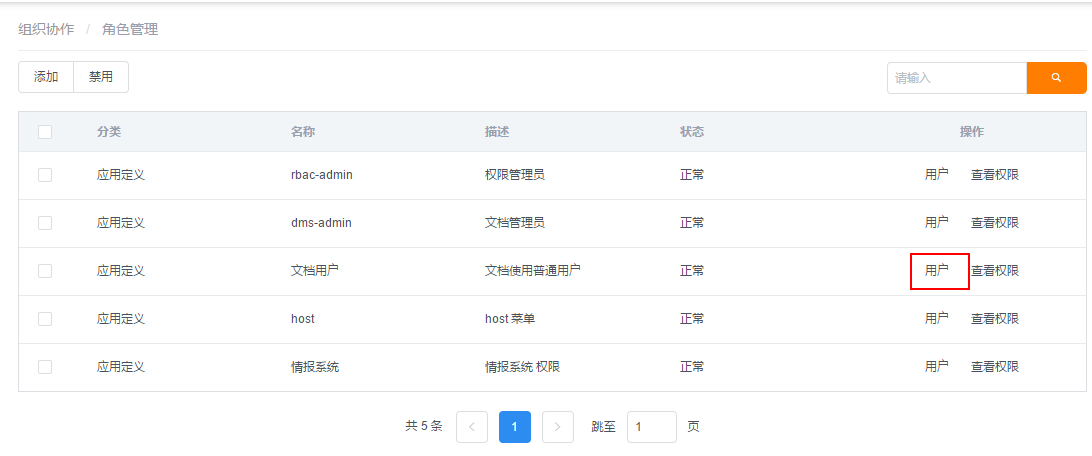 组织协作 / 角色管理
添加 禁用 请输入
分类 名称 描述 状态 操作
应用定义 rbac-admin 权限管理员 正常 用户 查看权限
应用定义 dms-admin 文档管理员 正常 用户 查看权限
应用定义 文档用户 文档使用普通用户 正常 用户 查看权限
应用定义 host host 菜单 正常 用户 查看权限
应用定义 情报系统 情报系统 权限 正常 用户 查看权限
共 5 条 < 1 > 跳至 1 页